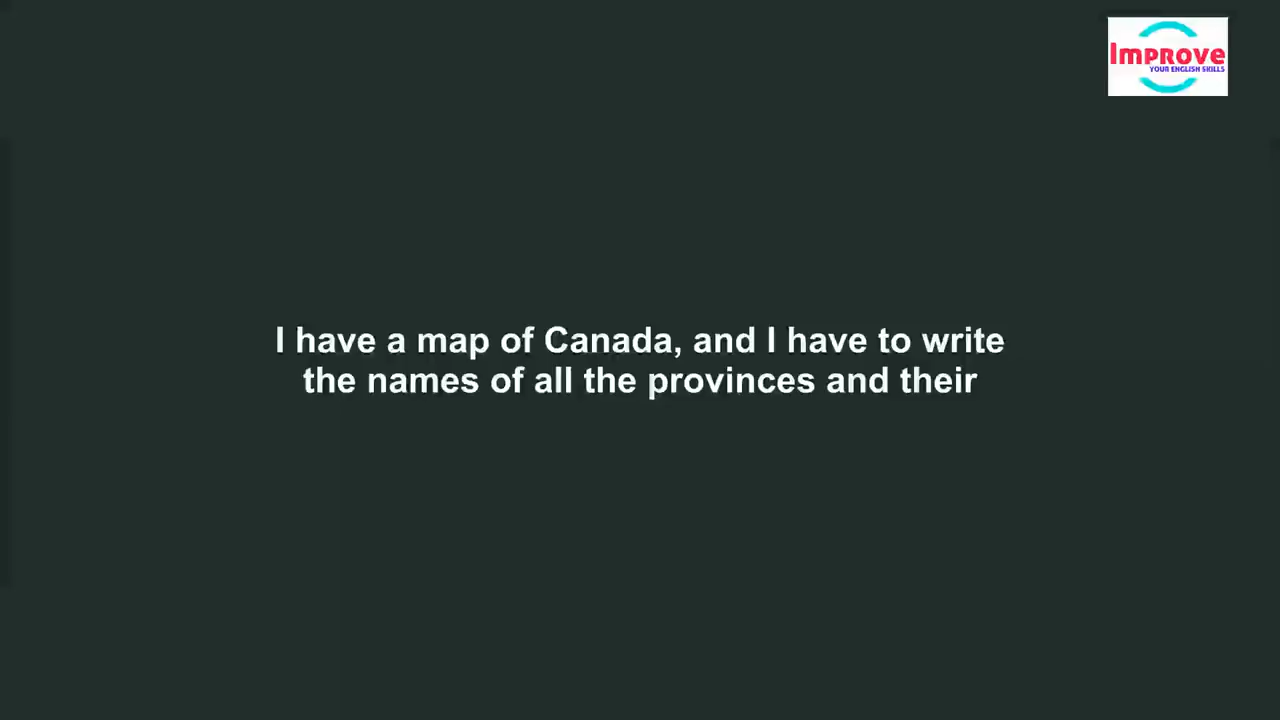 Improve
YOUR ENGLISH SKILLS
I have a map of Canada, and I have to write
the names of all the provinces and their